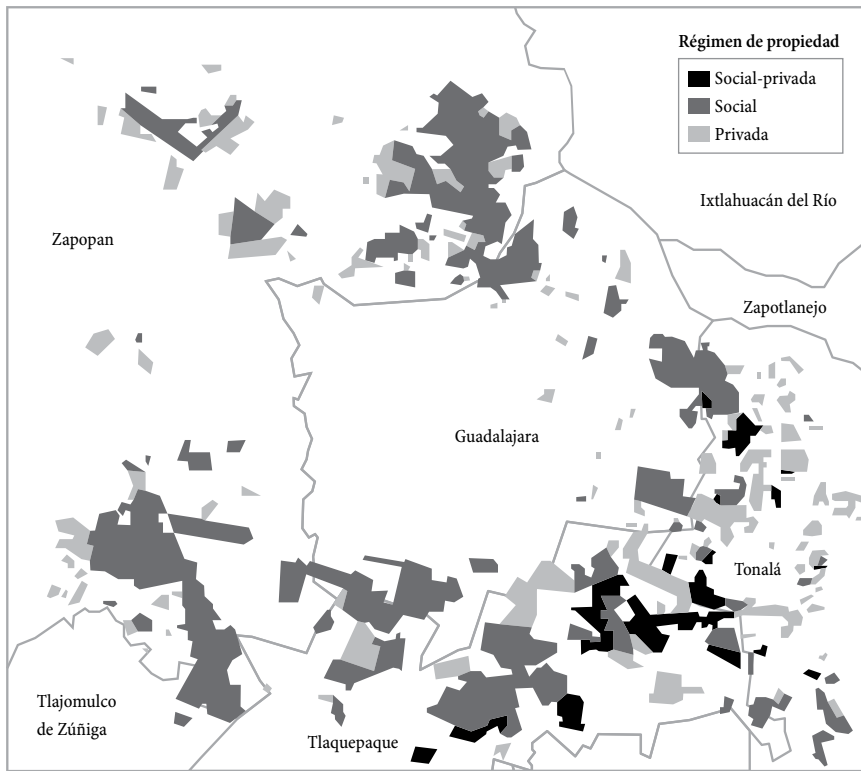 Régimen de propiedad
Social-privada
Social
Privada
Ixtlahuacán del Río
Zapopan
Zapotlanejo
Guadalajara
Tonalá
Tlajomulco
de Zúñiga
Tlaquepaque